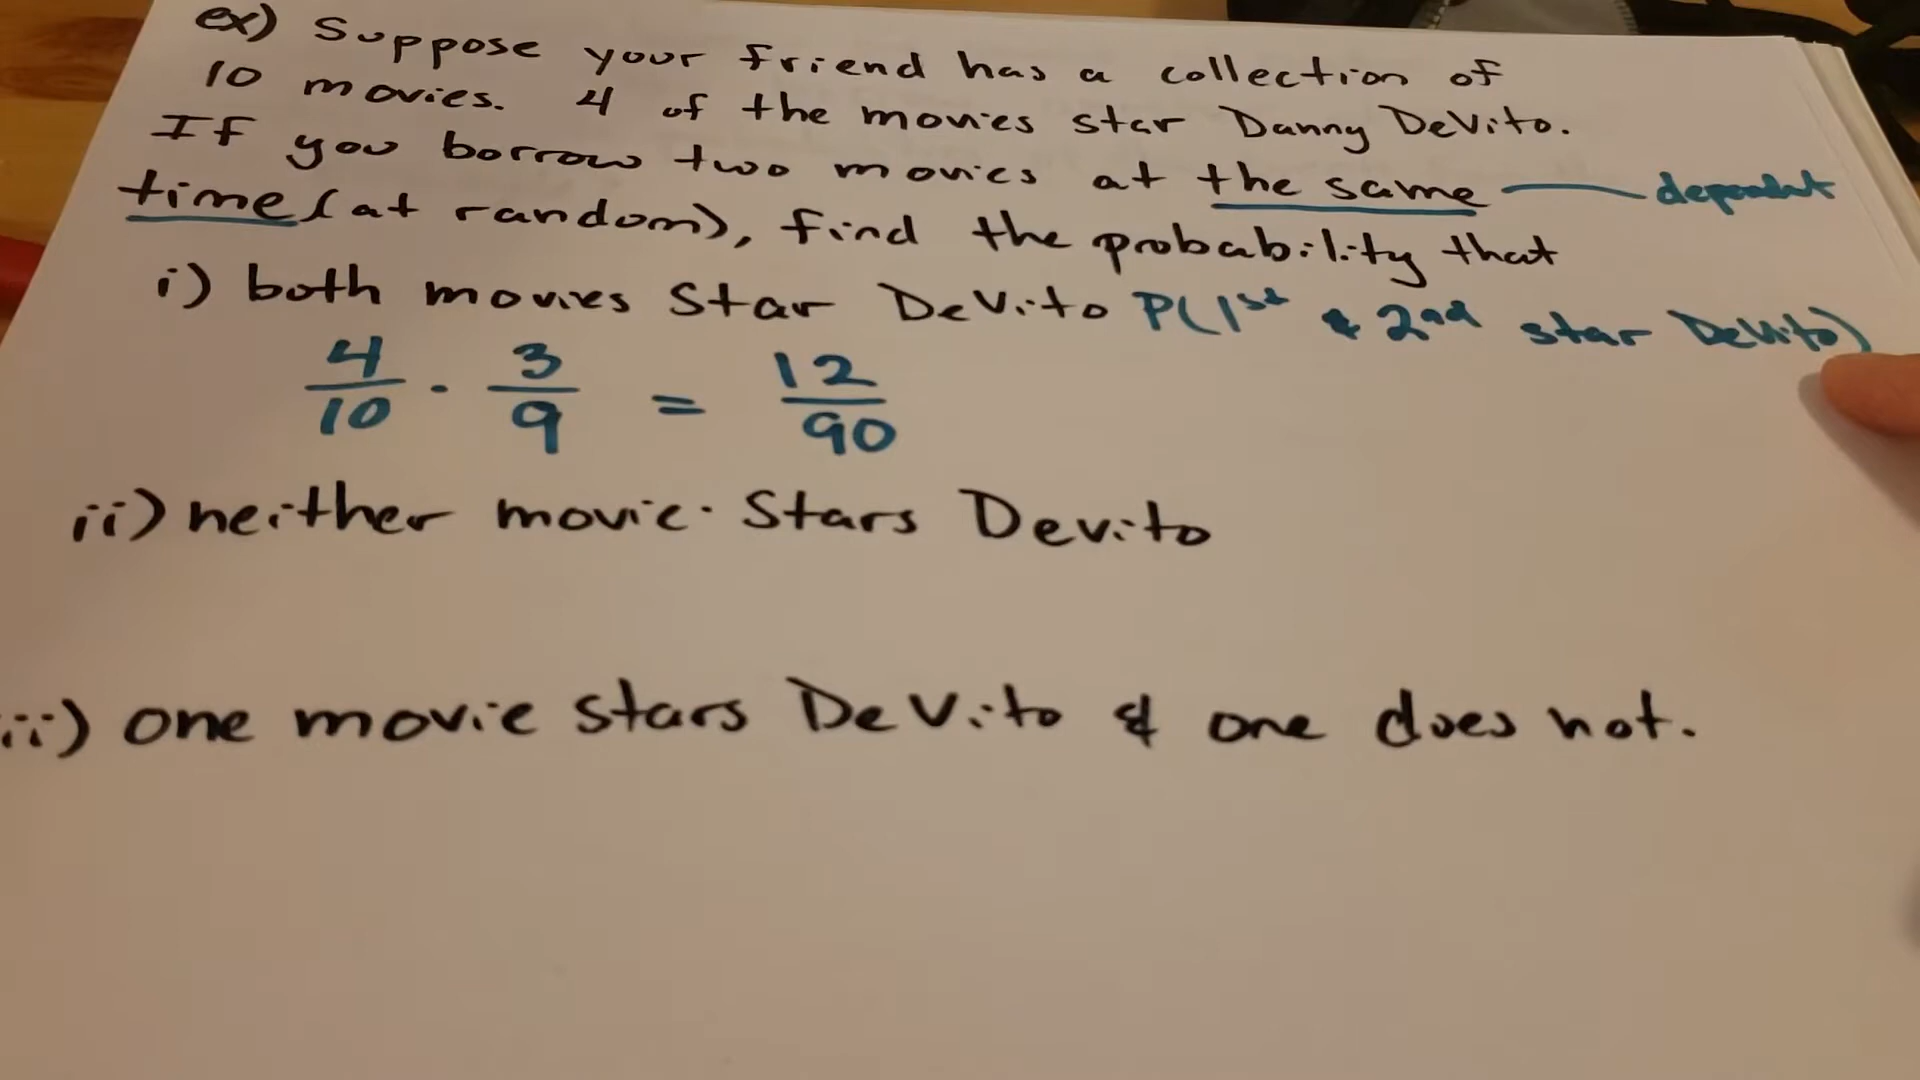 ex) Suppose your friend has a collection of
10 movies. 4 of the movies star Danny DeVito.
If you borrow two movies at the same — dependent
time (at random), find the probability that
i) both movies Star DeVito P(1st & 2nd star DeVito)
4/10 · 3/9 = 12/90
ii) neither movie Stars Devito
ii) one movie stars DeVito & one does not.